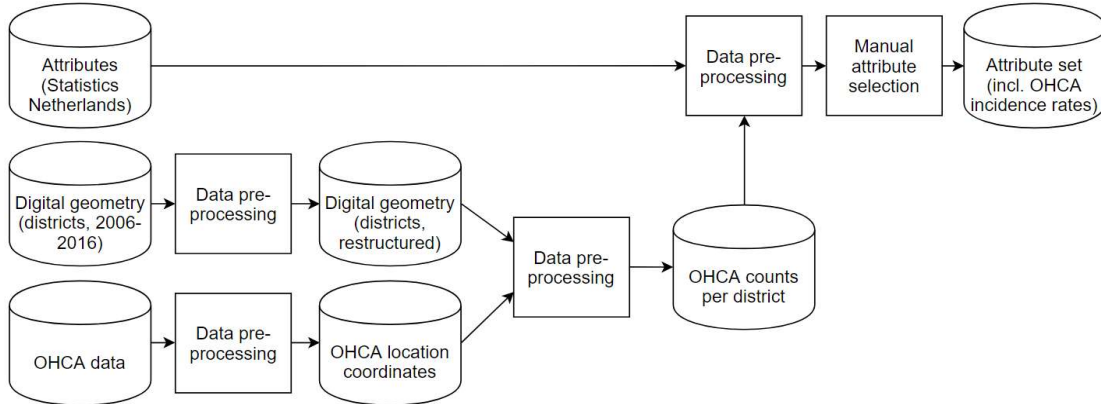 Attributes
(Statistics
Netherlands)
Data pre-
processing
Manual
attribute
selection
Attribute set
(incl. OHCA
incidence rates)
Digital geometry
(districts, 2006-
2016)
Data pre-
processing
Digital geometry
(districts,
restructured)
Data pre-
processing
OHCA counts
per district
OHCA data
Data pre-
processing
OHCA location
coordinates